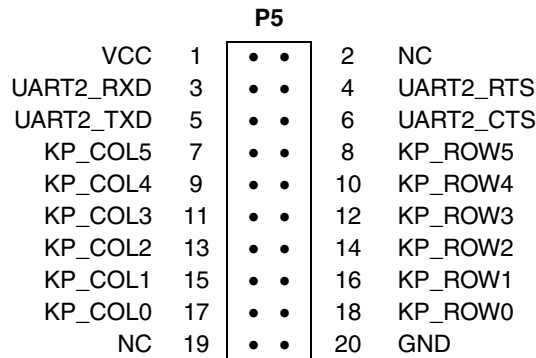 P5
VCC 1 2 NC
UART2_RXD 3 4 UART2_RTS
UART2_TXD 5 6 UART2_CTS
KP_COL5 7 8 KP_ROW5
KP_COL4 9 10 KP_ROW4
KP_COL3 11 12 KP_ROW3
KP_COL2 13 14 KP_ROW2
KP_COL1 15 16 KP_ROW1
KP_COL0 17 18 KP_ROW0
NC 19 20 GND